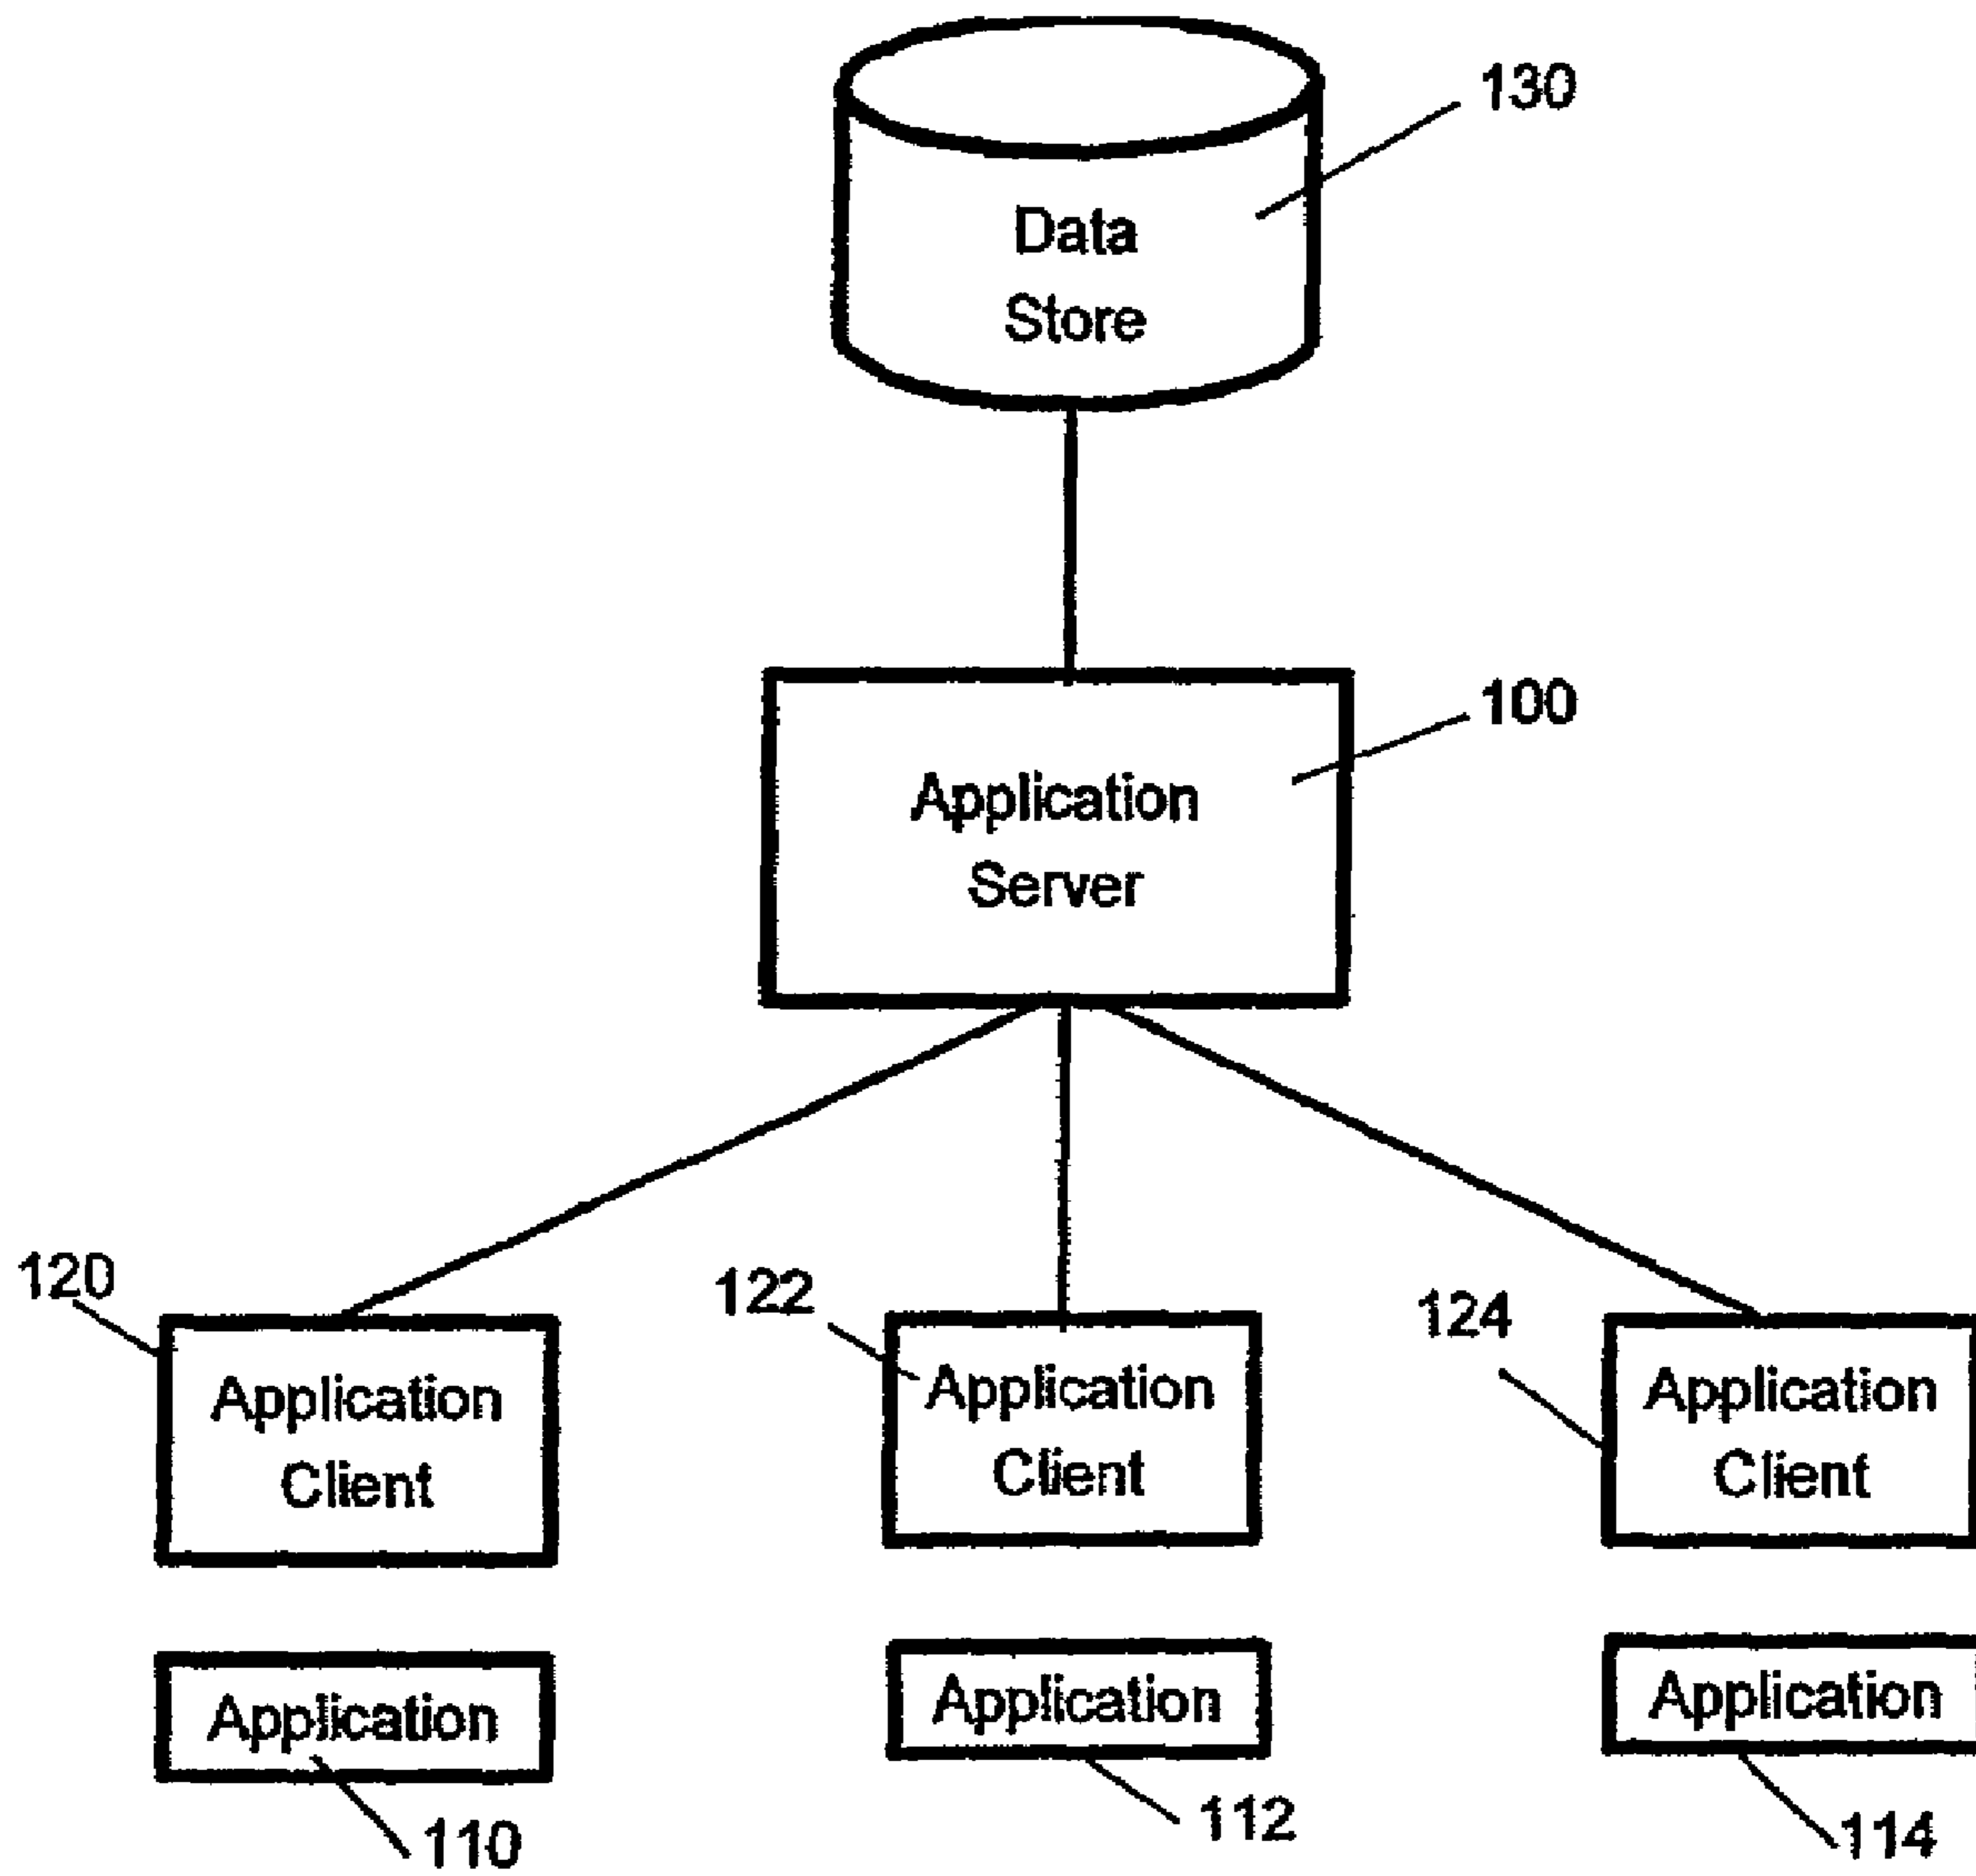 130
Data
Store
100
Application
Server
120
122
124
Application
Client
Application
Client
Application
Client
Application
Application
Application
110
112
114